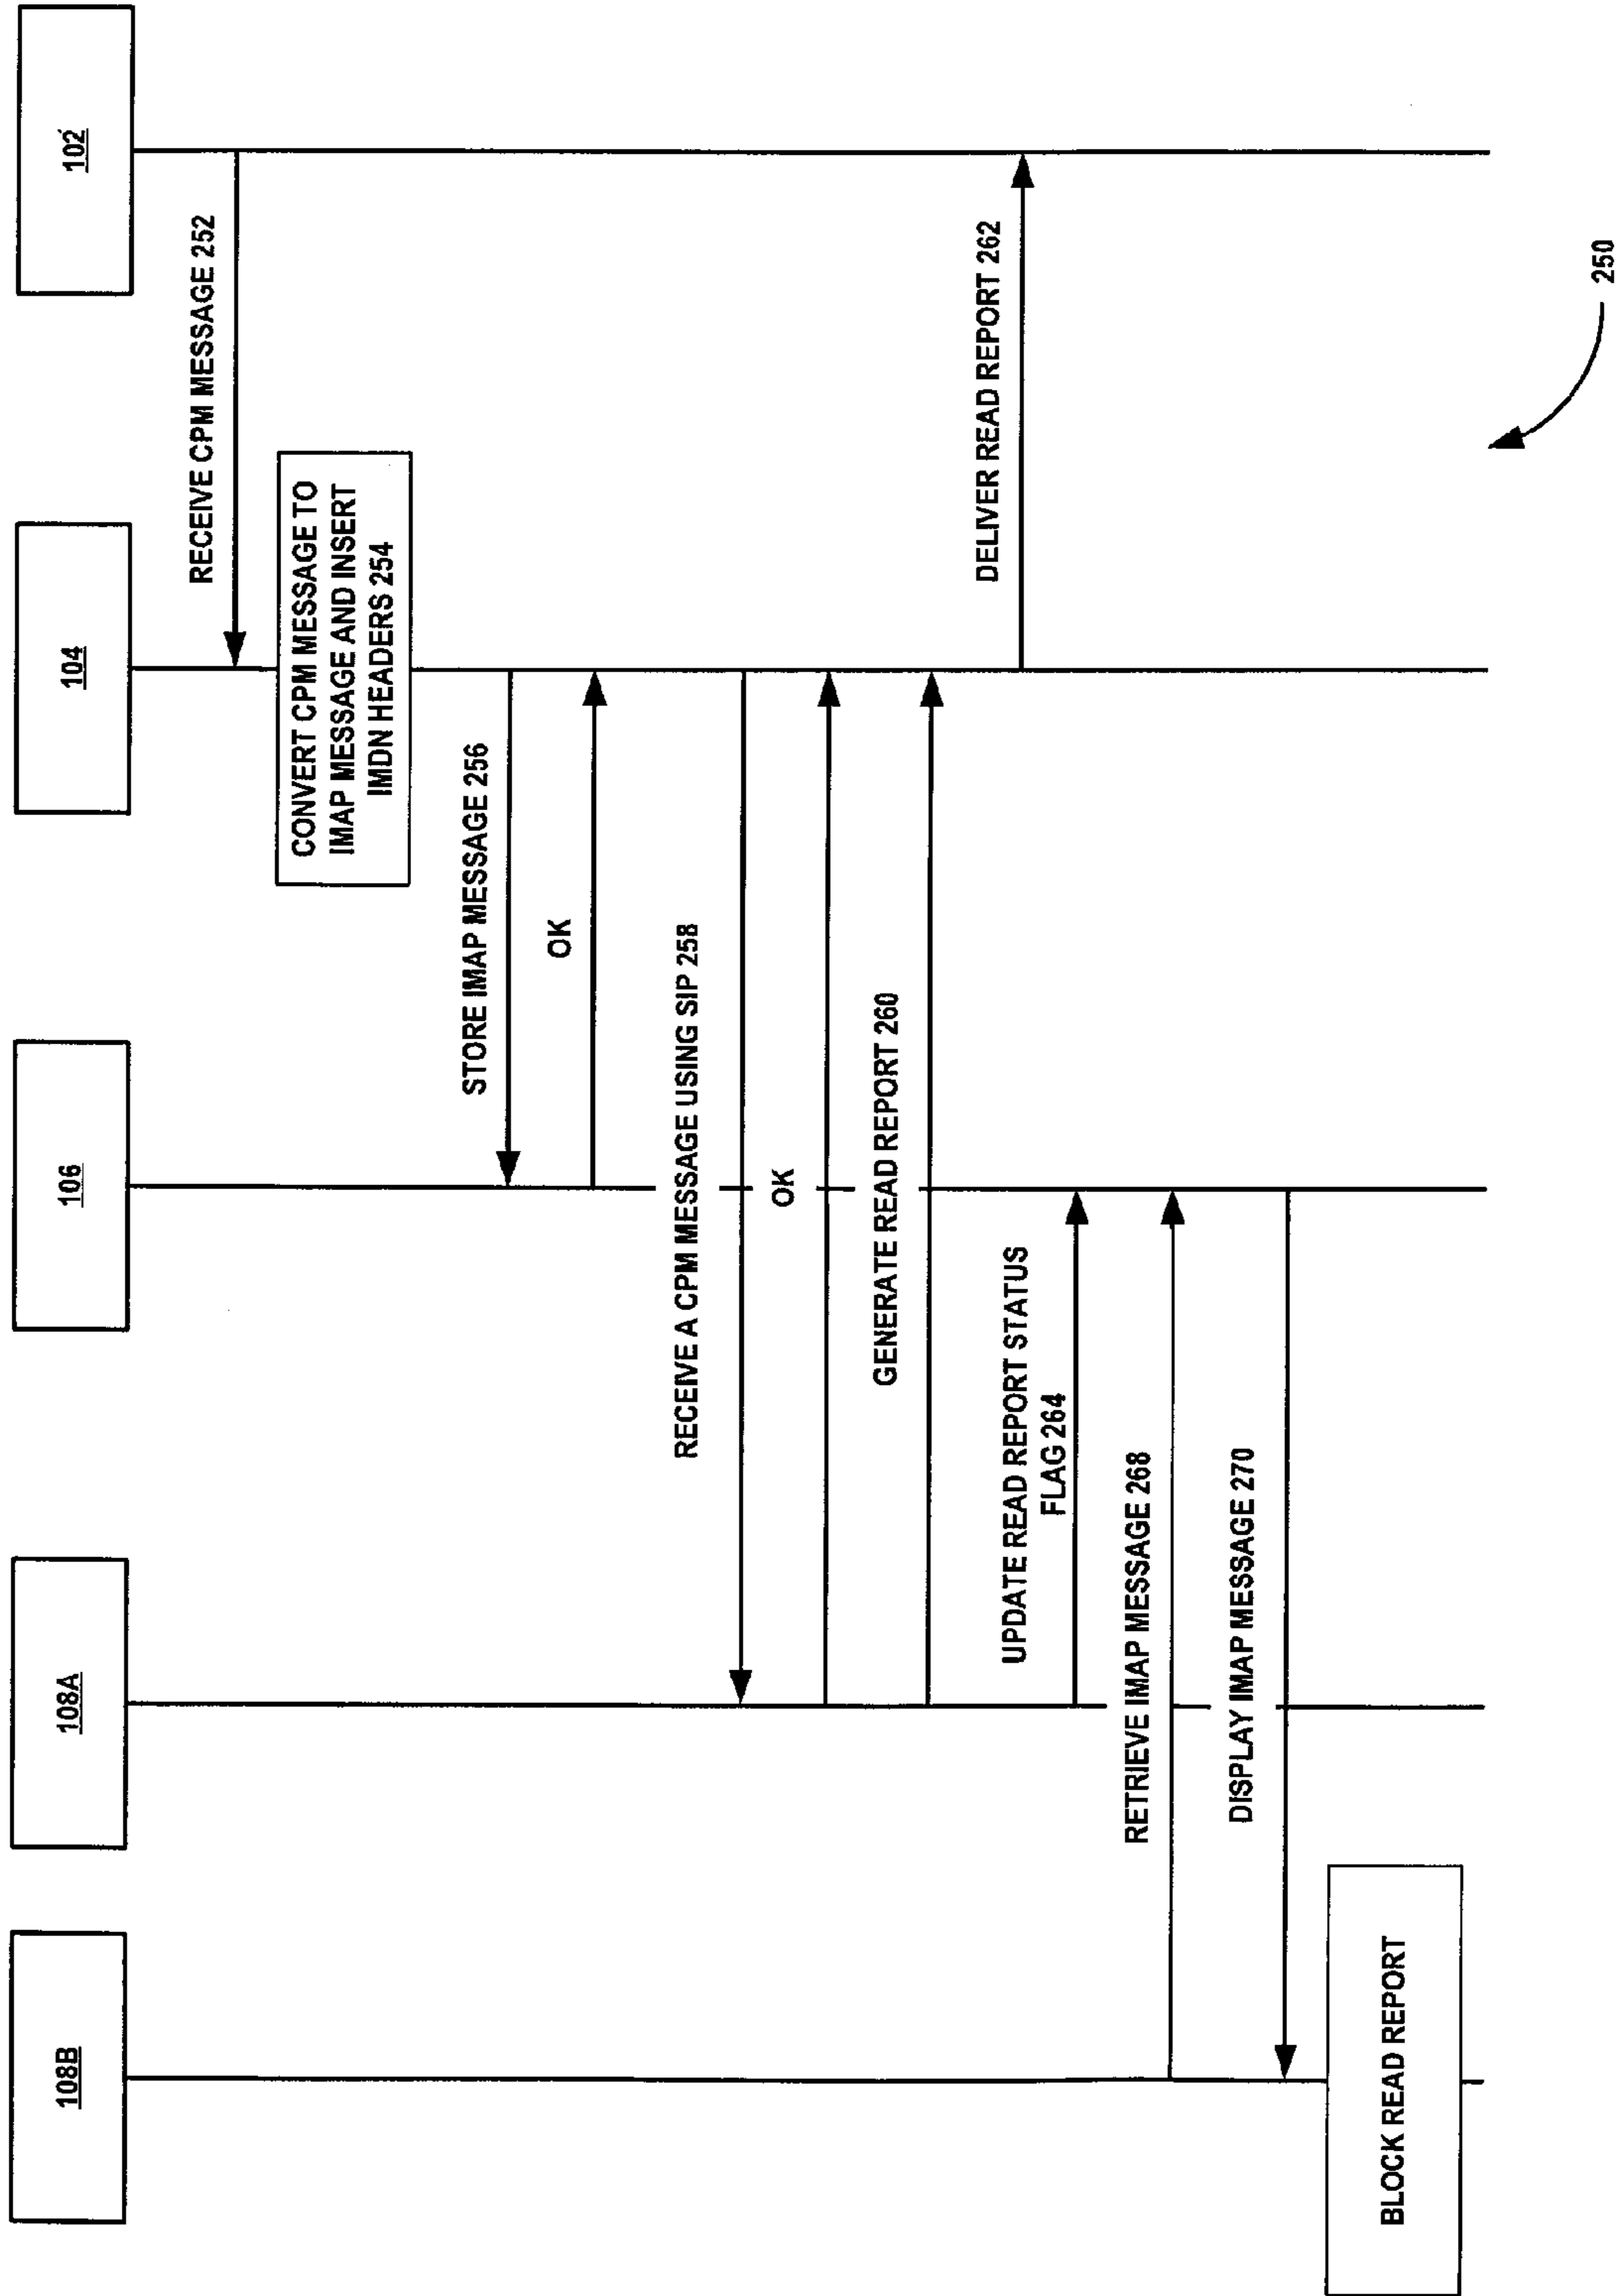 108B
108A
106
104
102
RECEIVE CPM MESSAGE 252
CONVERT CPM MESSAGE TO
IMAP MESSAGE AND INSERT
IMDN HEADERS 254
STORE IMAP MESSAGE 256
OK
RECEIVE A CPM MESSAGE USING SIP 258
OK
GENERATE READ REPORT 260
DELIVER READ REPORT 262
UPDATE READ REPORT STATUS
FLAG 264
RETRIEVE IMAP MESSAGE 268
DISPLAY IMAP MESSAGE 270
BLOCK READ REPORT
250